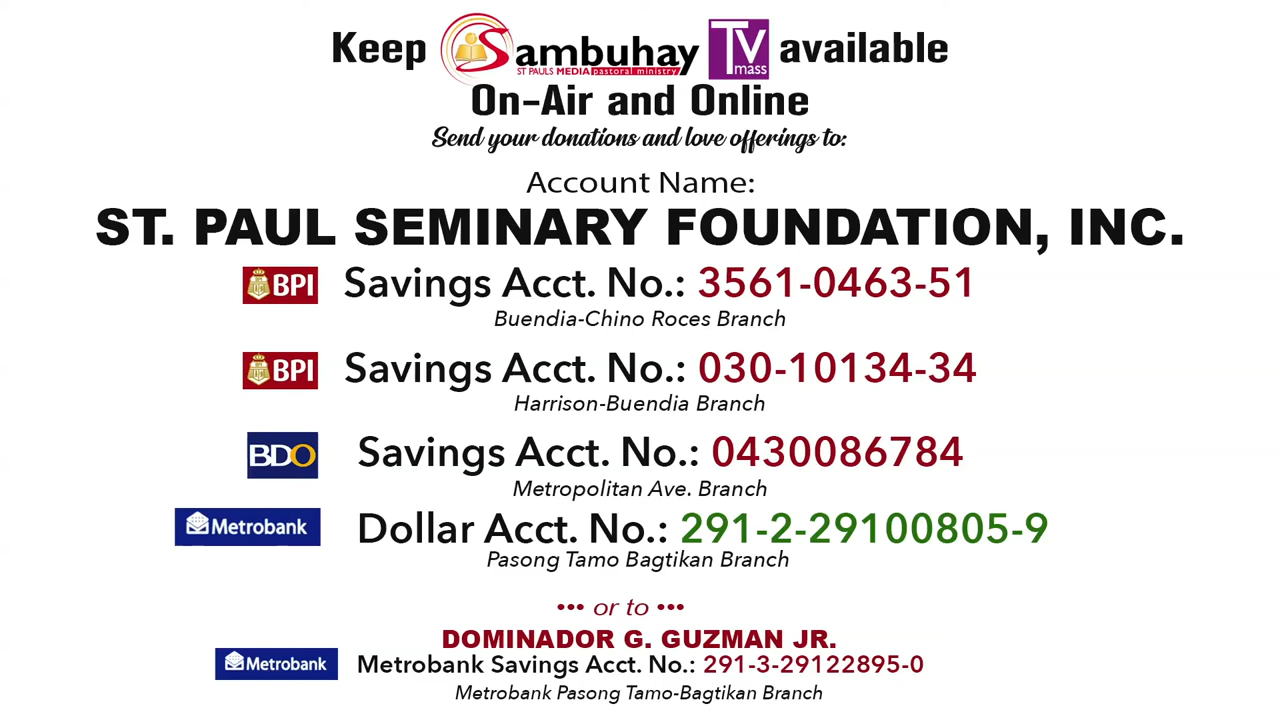 Keep Sambuhay TV mass available
ST PAULS MEDIA pastoral ministry
On-Air and Online
Send your donations and love offerings to:
Account Name:
ST. PAUL SEMINARY FOUNDATION, INC.
BPI Savings Acct. No.: 3561-0463-51
Buendia-Chino Roces Branch
BPI Savings Acct. No.: 030-10134-34
Harrison-Buendia Branch
BDO Savings Acct. No.: 0430086784
Metropolitan Ave. Branch
Metrobank Dollar Acct. No.: 291-2-29100805-9
Pasong Tamo Bagtikan Branch
••• or to •••
DOMINADOR G. GUZMAN JR.
Metrobank Metrobank Savings Acct. No.: 291-3-29122895-0
Metrobank Pasong Tamo-Bagtikan Branch